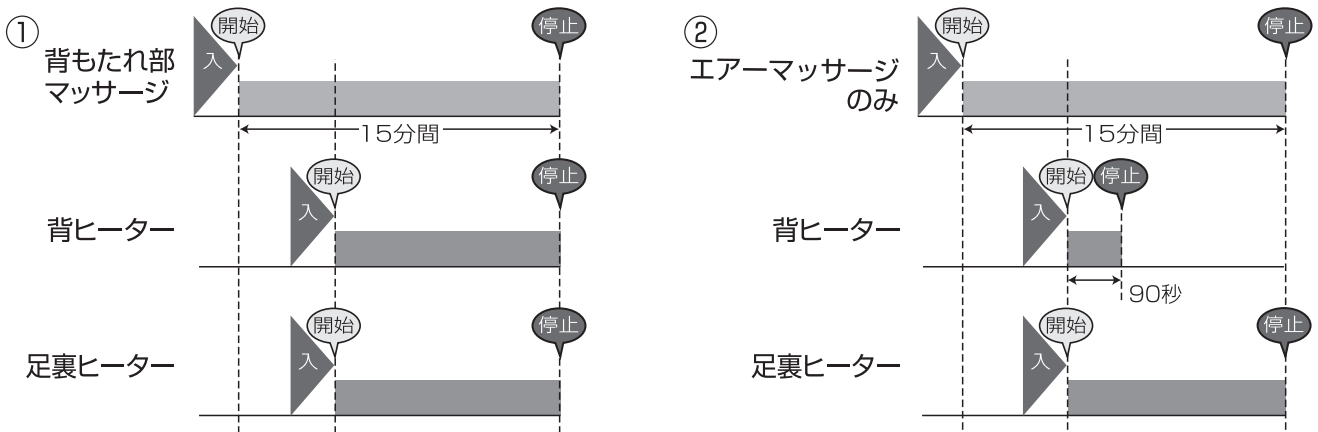 ①
開始
停止
背もたれ部
マッサージ
入
15分間
開始
停止
背ヒーター
入
開始
停止
足裏ヒーター
入
②
開始
停止
エアーマッサージ
のみ
入
15分間
開始
停止
背ヒーター
入
90秒
開始
停止
足裏ヒーター
入